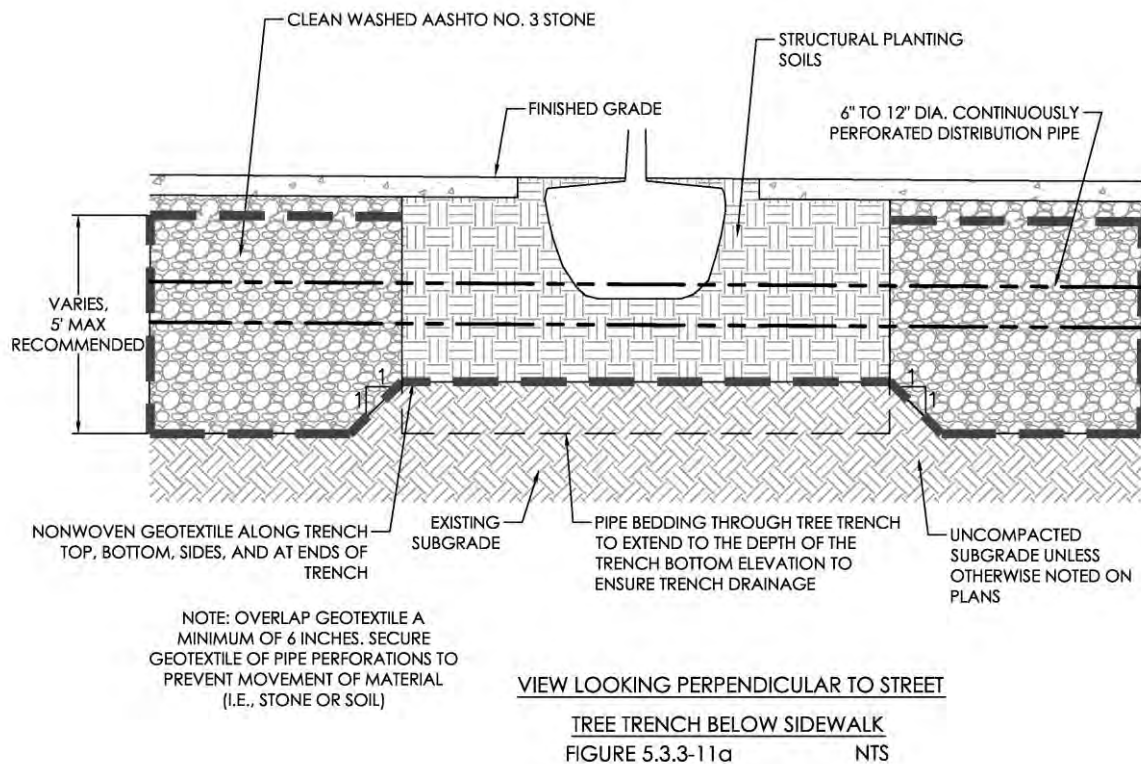 CLEAN WASHED AASHTO NO. 3 STONE
STRUCTURAL PLANTING
SOILS
FINISHED GRADE
6" TO 12" DIA. CONTINUOUSLY
PERFORATED DISTRIBUTION PIPE
VARIES,
5' MAX
RECOMMENDED
1
1
1
1
NONWOVEN GEOTEXTILE ALONG TRENCH
TOP, BOTTOM, SIDES, AND AT ENDS OF
TRENCH
EXISTING
SUBGRADE
PIPE BEDDING THROUGH TREE TRENCH
TO EXTEND TO THE DEPTH OF THE
TRENCH BOTTOM ELEVATION TO
ENSURE TRENCH DRAINAGE
UNCOMPACTED
SUBGRADE UNLESS
OTHERWISE NOTED ON
PLANS
NOTE: OVERLAP GEOTEXTILE A
MINIMUM OF 6 INCHES. SECURE
GEOTEXTILE OF PIPE PERFORATIONS TO
PREVENT MOVEMENT OF MATERIAL
(I.E., STONE OR SOIL)
VIEW LOOKING PERPENDICULAR TO STREET
TREE TRENCH BELOW SIDEWALK
FIGURE 5.3.3-11a NTS